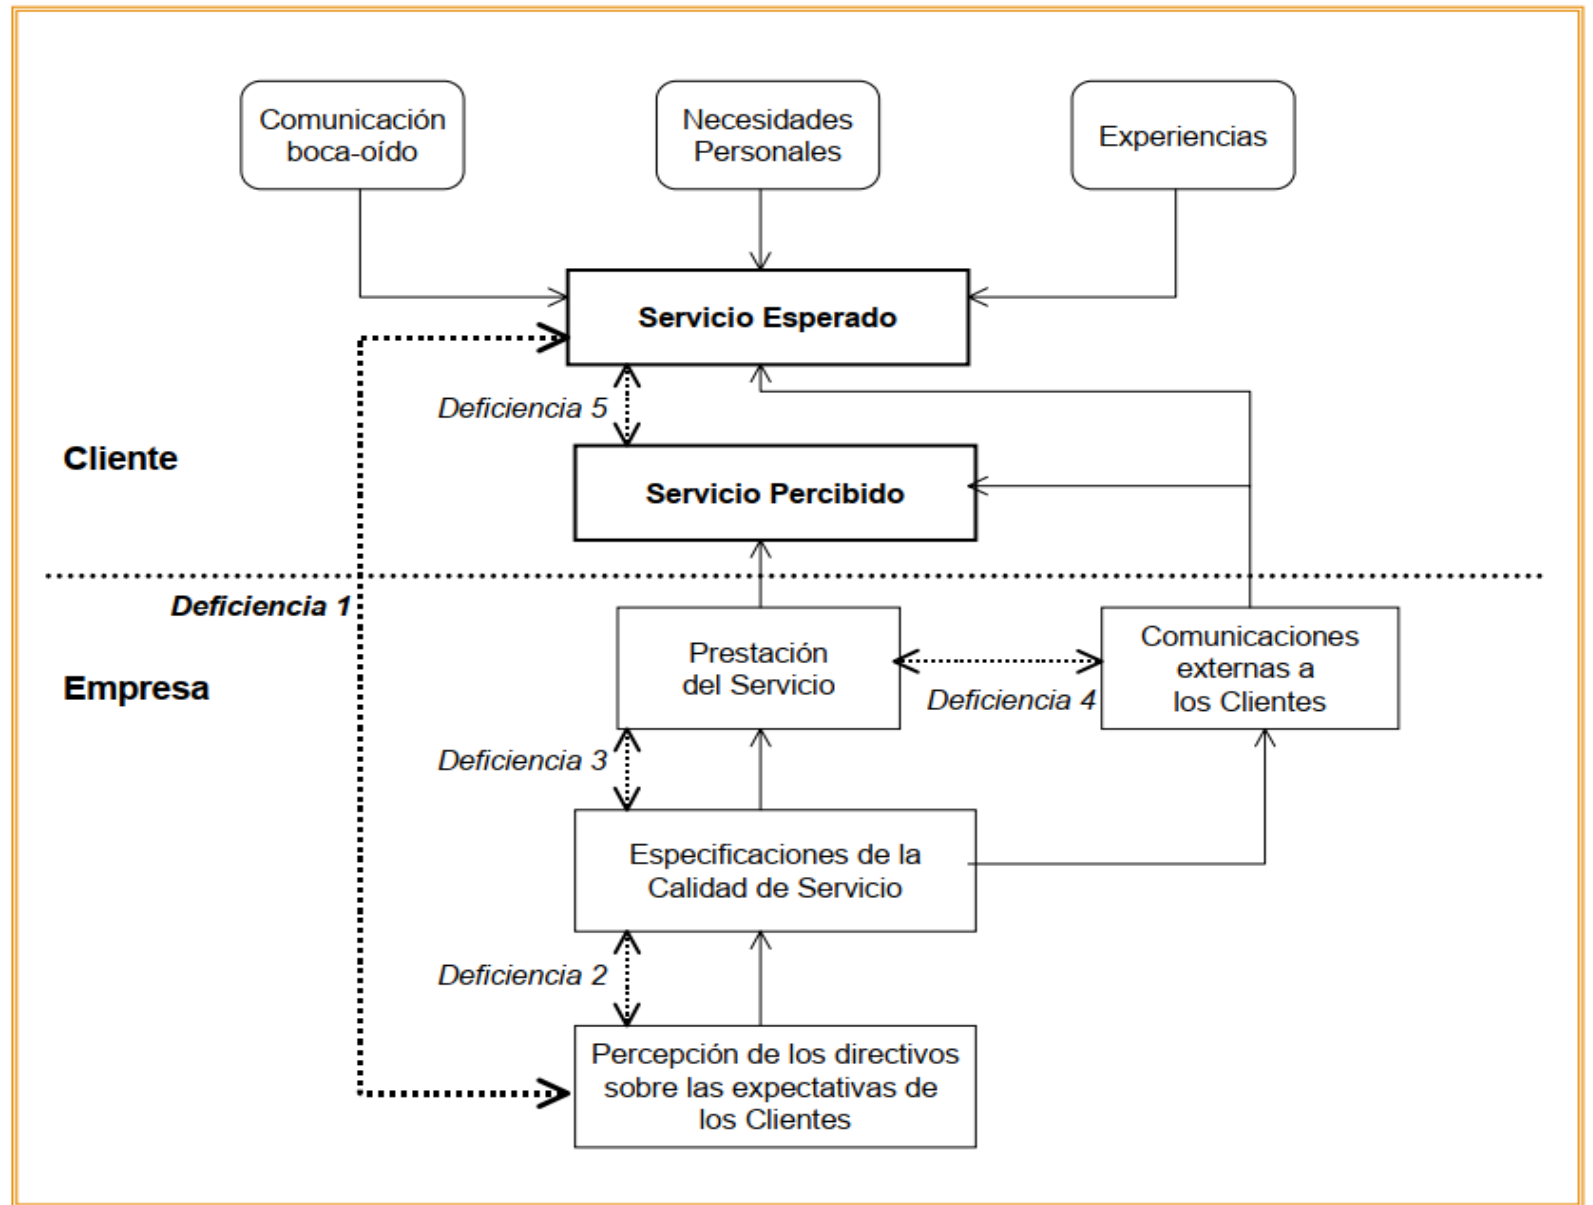 Comunicación
boca-oído
Necesidades
Personales
Experiencias
Servicio Esperado
Deficiencia 5
Cliente
Servicio Percibido
Deficiencia 1
Empresa
Prestación
del Servicio
Deficiencia 4
Comunicaciones
externas a
los Clientes
Deficiencia 3
Especificaciones de la
Calidad de Servicio
Deficiencia 2
Percepción de los directivos
sobre las expectativas de
los Clientes